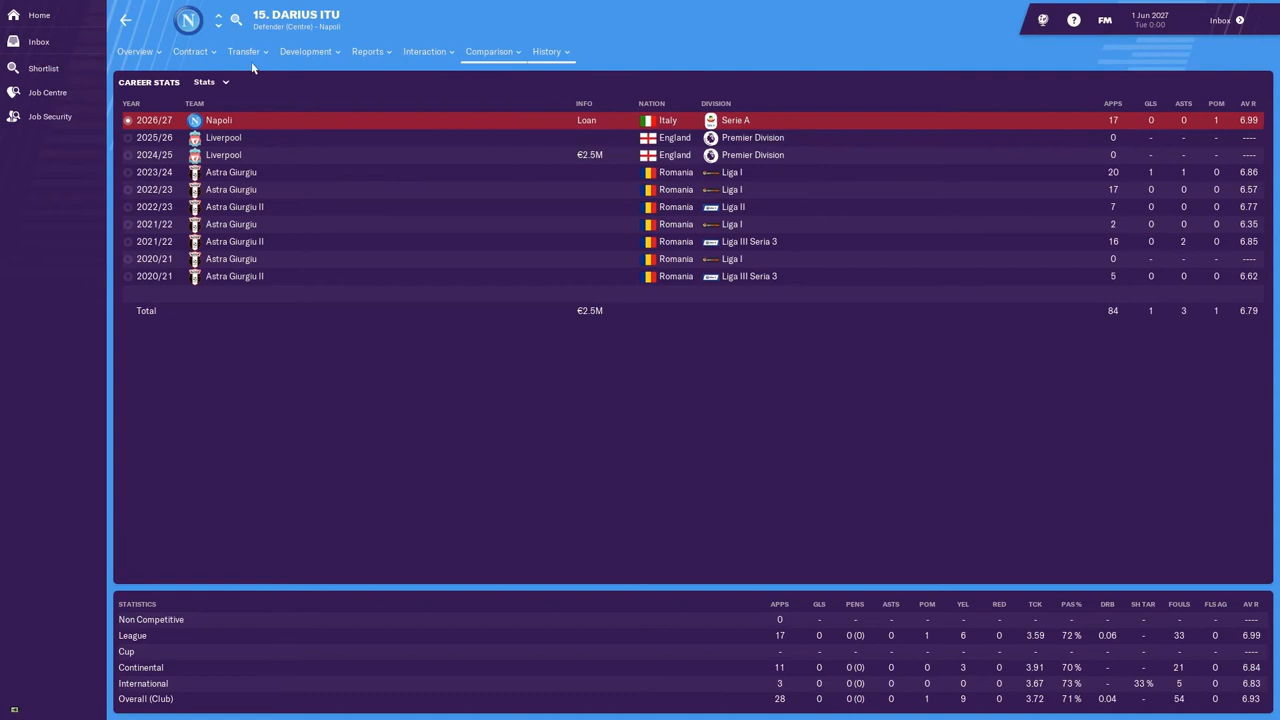 Home
Inbox
Shortlist
Job Centre
Job Security
15. DARIUS ITU
Defender (Centre) - Napoli
FM
1 Jun 2027
Tue 0:00
Inbox
Overview Contract Transfer Development Reports Interaction Comparison History
CAREER STATS Stats
YEAR TEAM INFO NATION DIVISION APPS GLS ASTS POM AV R
2026/27 Napoli Loan Italy Serie A 17 0 0 1 6.99
2025/26 Liverpool England Premier Division 0 - - - ----
2024/25 Liverpool €2.5M England Premier Division 0 - - - ----
2023/24 Astra Giurgiu Romania Liga I 20 1 1 0 6.86
2022/23 Astra Giurgiu Romania Liga I 17 0 0 0 6.57
2022/23 Astra Giurgiu II Romania Liga II 7 0 0 0 6.77
2021/22 Astra Giurgiu Romania Liga I 2 0 0 0 6.35
2021/22 Astra Giurgiu II Romania Liga III Seria 3 16 0 2 0 6.85
2020/21 Astra Giurgiu Romania Liga I 0 - - - ----
2020/21 Astra Giurgiu II Romania Liga III Seria 3 5 0 0 0 6.62
Total €2.5M 84 1 3 1 6.79
STATISTICS APPS GLS PENS ASTS POM YEL RED TCK PAS % DRB SH TAR FOULS FLS AG AV R
Non Competitive 0 - - - - - - - - - - - - ----
League 17 0 0 (0) 0 1 6 0 3.59 72 % 0.06 - 33 0 6.99
Cup - - - - - - - - - - - - - ----
Continental 11 0 0 (0) 0 0 3 0 3.91 70 % - - 21 0 6.84
International 3 0 0 (0) 0 0 0 0 3.67 73 % - 33 % 5 0 6.83
Overall (Club) 28 0 0 (0) 0 1 9 0 3.72 71 % 0.04 - 54 0 6.93